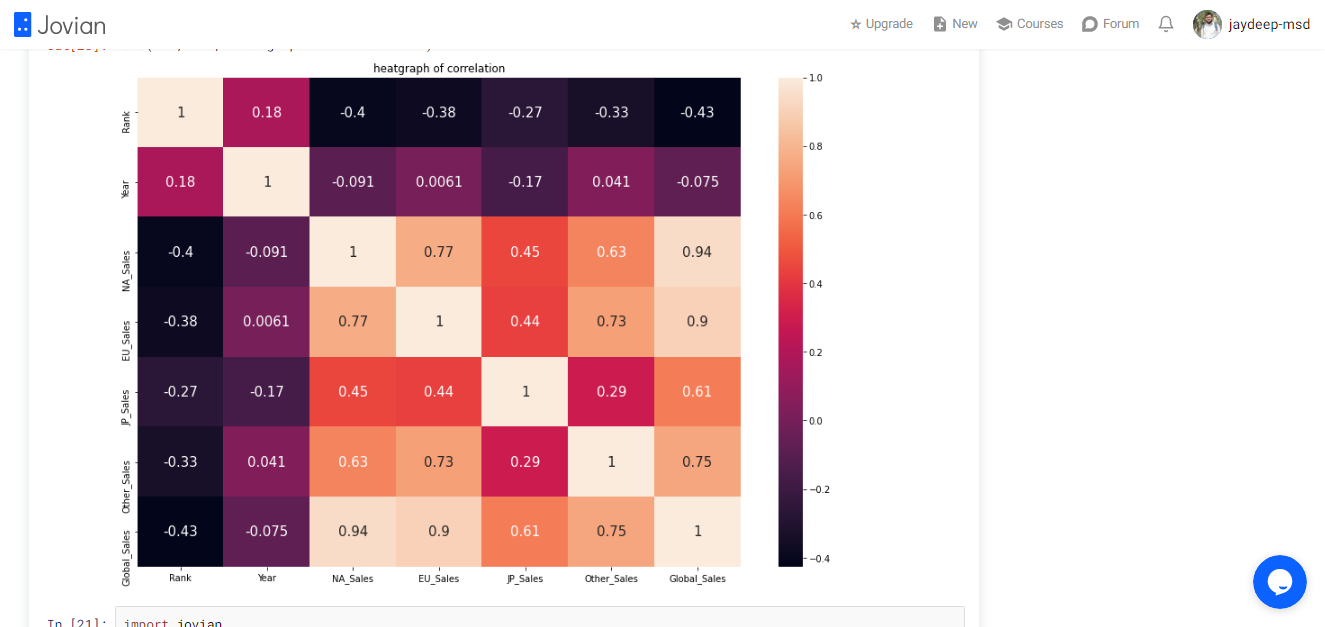 Jovian
Upgrade New Courses Forum jaydeep-msd
heatgraph of correlation
Rank 1 0.18 -0.4 -0.38 -0.27 -0.33 -0.43
Year 0.18 1 -0.091 0.0061 -0.17 0.041 -0.075
NA_Sales -0.4 -0.091 1 0.77 0.45 0.63 0.94
EU_Sales -0.38 0.0061 0.77 1 0.44 0.73 0.9
JP_Sales -0.27 -0.17 0.45 0.44 1 0.29 0.61
Other_Sales -0.33 0.041 0.63 0.73 0.29 1 0.75
Global_Sales -0.43 -0.075 0.94 0.9 0.61 0.75 1
Rank Year NA_Sales EU_Sales JP_Sales Other_Sales Global_Sales
1.0
0.8
0.6
0.4
0.2
0.0
−0.2
−0.4
In [21]: import jovian